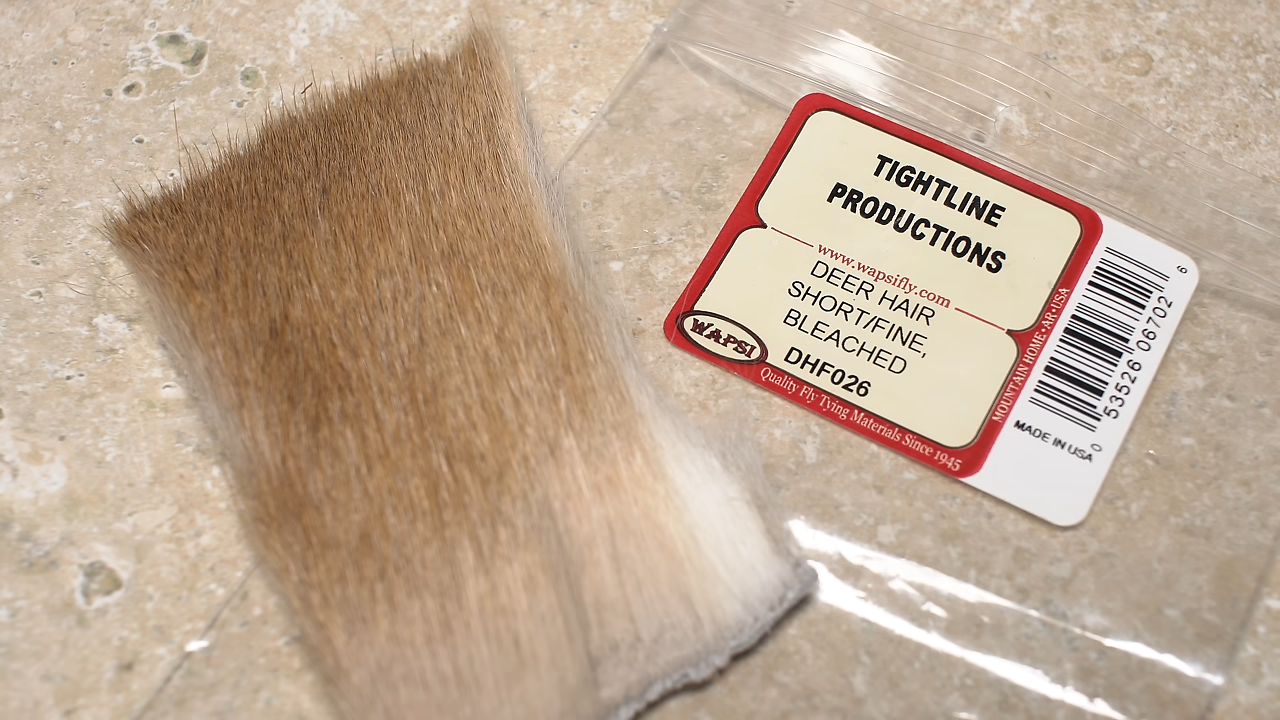 TIGHTLINE
PRODUCTIONS
www.wapsifly.com
DEER HAIR
SHORT/FINE,
BLEACHED
DHF026
WAPSI
Quality Fly Tying Materials Since 1945
MOUNTAIN HOME • AR • USA
0 53526 06702 6
MADE IN USA